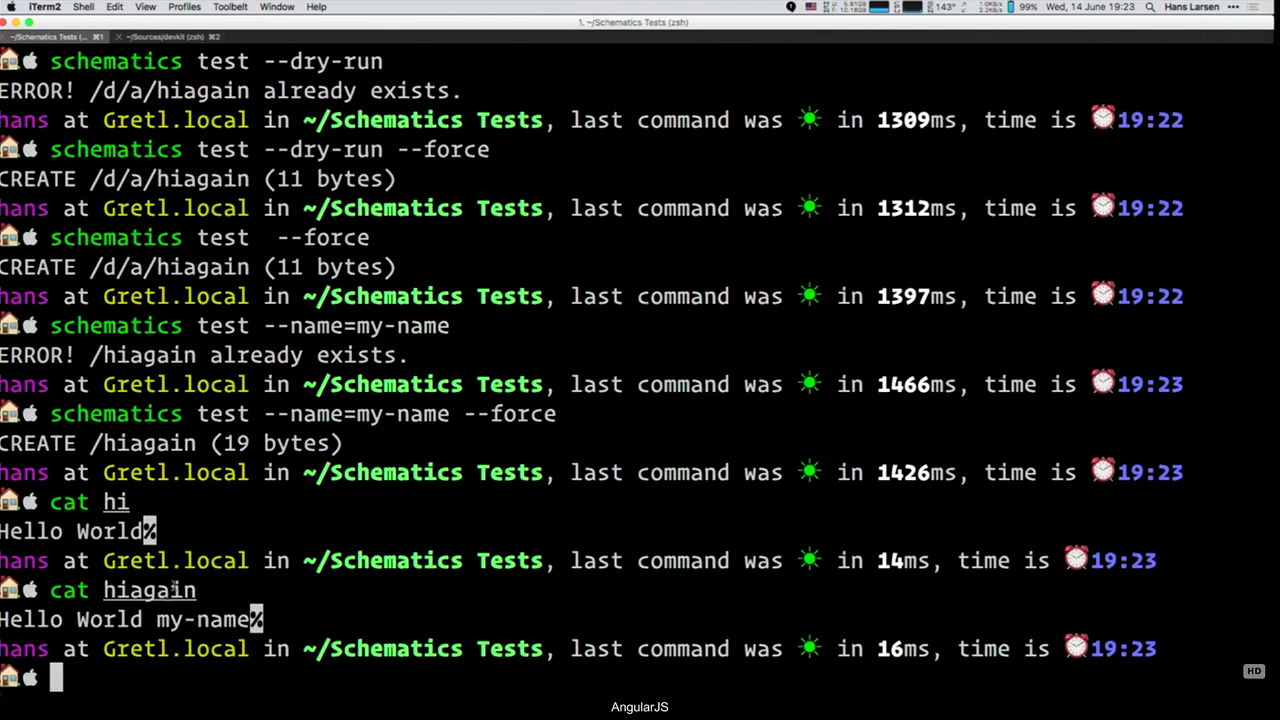 iTerm2 Shell Edit View Profiles Toolbelt Window Help 143° 99% Wed, 14 June 19:23 Hans Larsen
1. ~/Schematics Tests (zsh)
~/Schematics Tests (... ⌘1 ~/Sources/devkit (zsh) ⌘2
schematics test --dry-run
ERROR! /d/a/hiagain already exists.
hans at Gretl.local in ~/Schematics Tests, last command was ☀ in 1309ms, time is ⏰19:22
schematics test --dry-run --force
CREATE /d/a/hiagain (11 bytes)
hans at Gretl.local in ~/Schematics Tests, last command was ☀ in 1312ms, time is ⏰19:22
schematics test  --force
CREATE /d/a/hiagain (11 bytes)
hans at Gretl.local in ~/Schematics Tests, last command was ☀ in 1397ms, time is ⏰19:22
schematics test --name=my-name
ERROR! /hiagain already exists.
hans at Gretl.local in ~/Schematics Tests, last command was ☀ in 1466ms, time is ⏰19:23
schematics test --name=my-name --force
CREATE /hiagain (19 bytes)
hans at Gretl.local in ~/Schematics Tests, last command was ☀ in 1426ms, time is ⏰19:23
cat hi
Hello World%
hans at Gretl.local in ~/Schematics Tests, last command was ☀ in 14ms, time is ⏰19:23
cat hiagain
Hello World my-name%
hans at Gretl.local in ~/Schematics Tests, last command was ☀ in 16ms, time is ⏰19:23
HD
AngularJS